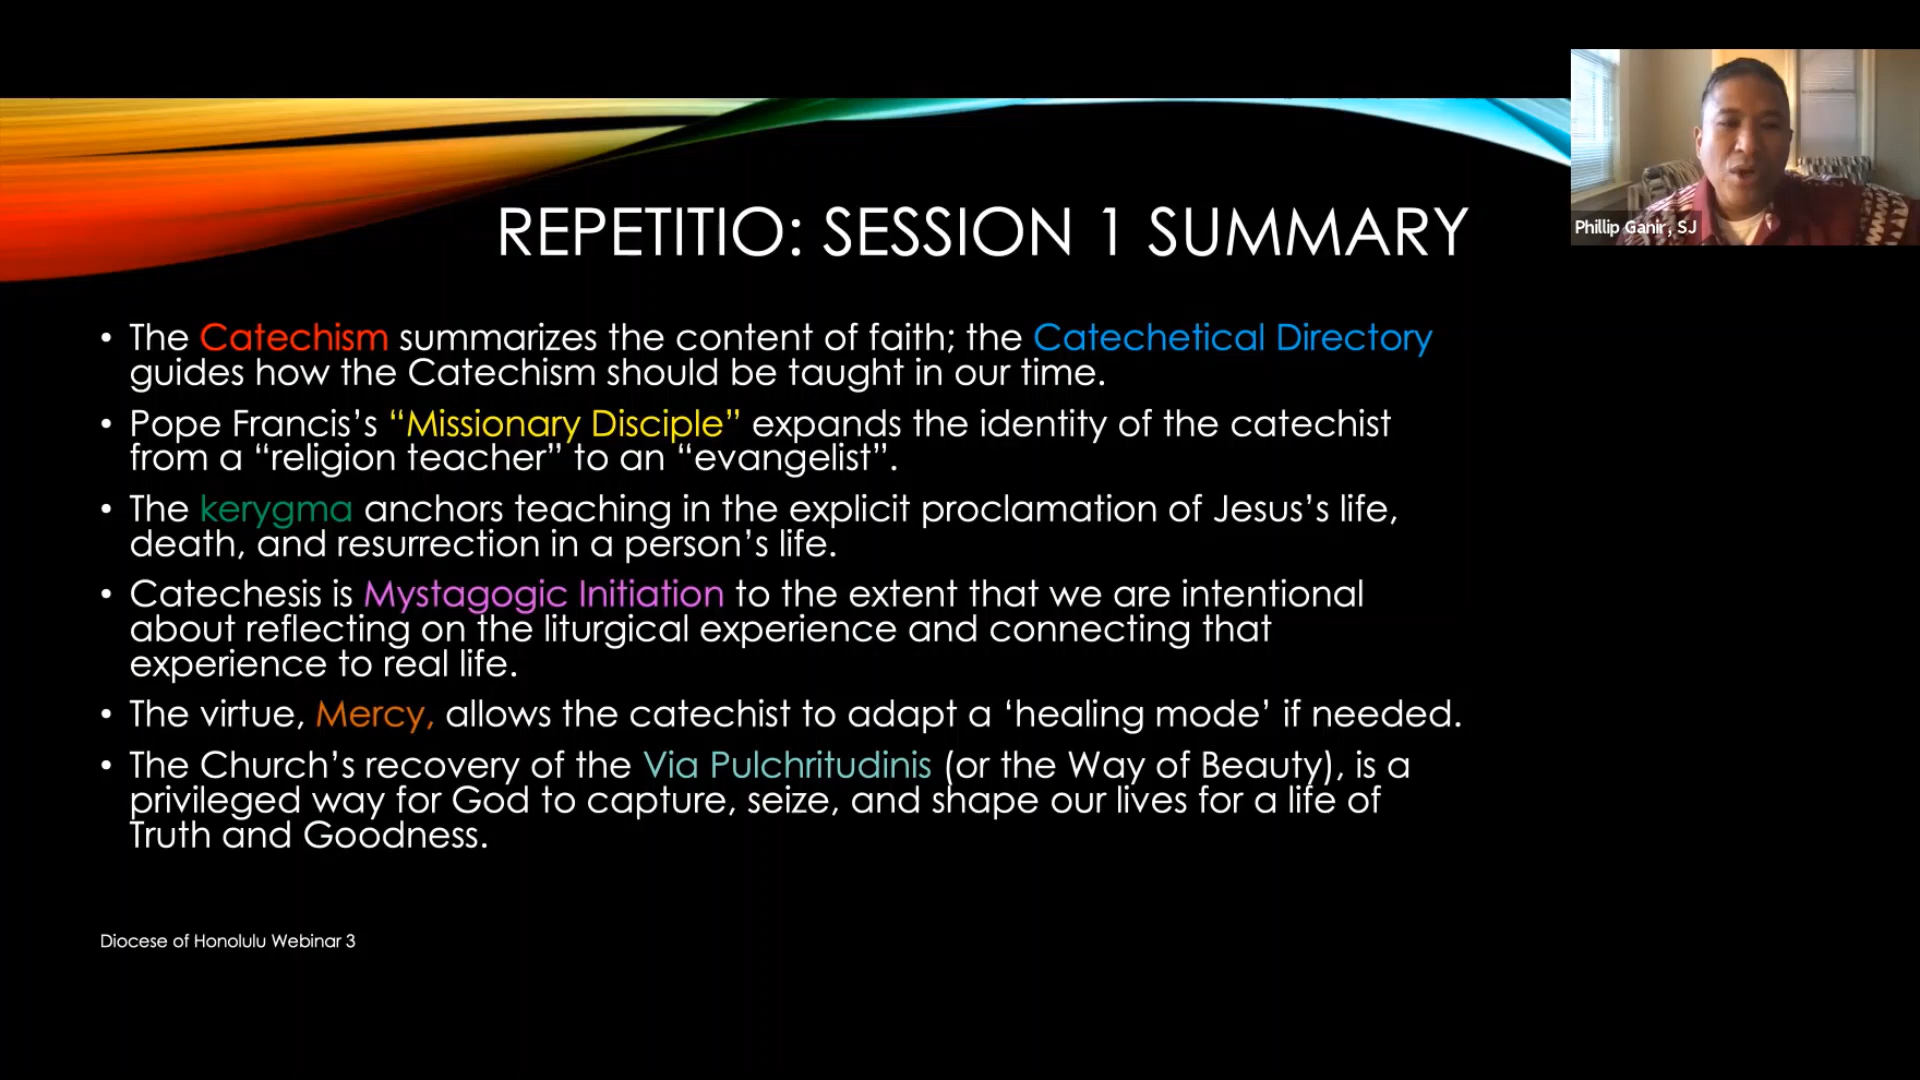 Phillip Ganir, SJ
REPETITIO: SESSION 1 SUMMARY
• The Catechism summarizes the content of faith; the Catechetical Directory
guides how the Catechism should be taught in our time.
• Pope Francis’s “Missionary Disciple” expands the identity of the catechist
from a “religion teacher” to an “evangelist”.
• The kerygma anchors teaching in the explicit proclamation of Jesus’s life,
death, and resurrection in a person’s life.
• Catechesis is Mystagogic Initiation to the extent that we are intentional
about reflecting on the liturgical experience and connecting that
experience to real life.
• The virtue, Mercy, allows the catechist to adapt a ‘healing mode’ if needed.
• The Church’s recovery of the Via Pulchritudinis (or the Way of Beauty), is a
privileged way for God to capture, seize, and shape our lives for a life of
Truth and Goodness.
Diocese of Honolulu Webinar 3